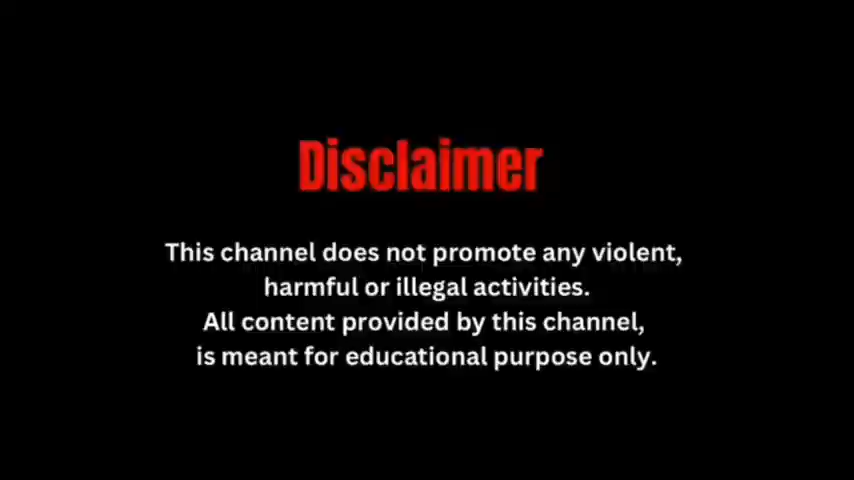 Disclaimer
This channel does not promote any violent,
harmful or illegal activities.
All content provided by this channel,
is meant for educational purpose only.